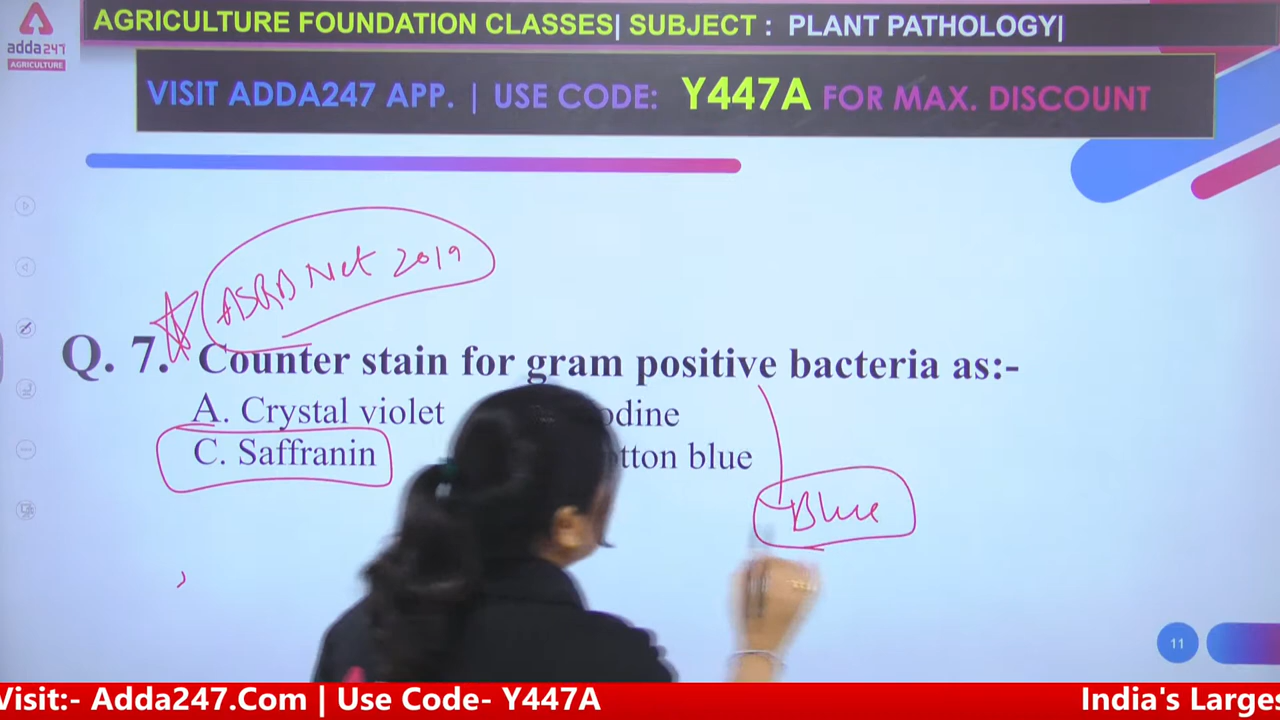 adda247
AGRICULTURE
AGRICULTURE FOUNDATION CLASSES| SUBJECT : PLANT PATHOLOGY|
VISIT ADDA247 APP. | USE CODE: Y447A FOR MAX. DISCOUNT
ASRB Net 2019
Q. 7. Counter stain for gram positive bacteria as:-
A. Crystal violet odine
C. Saffranin tton blue
Blue
11
Visit:- Adda247.Com | Use Code- Y447A India's Larges